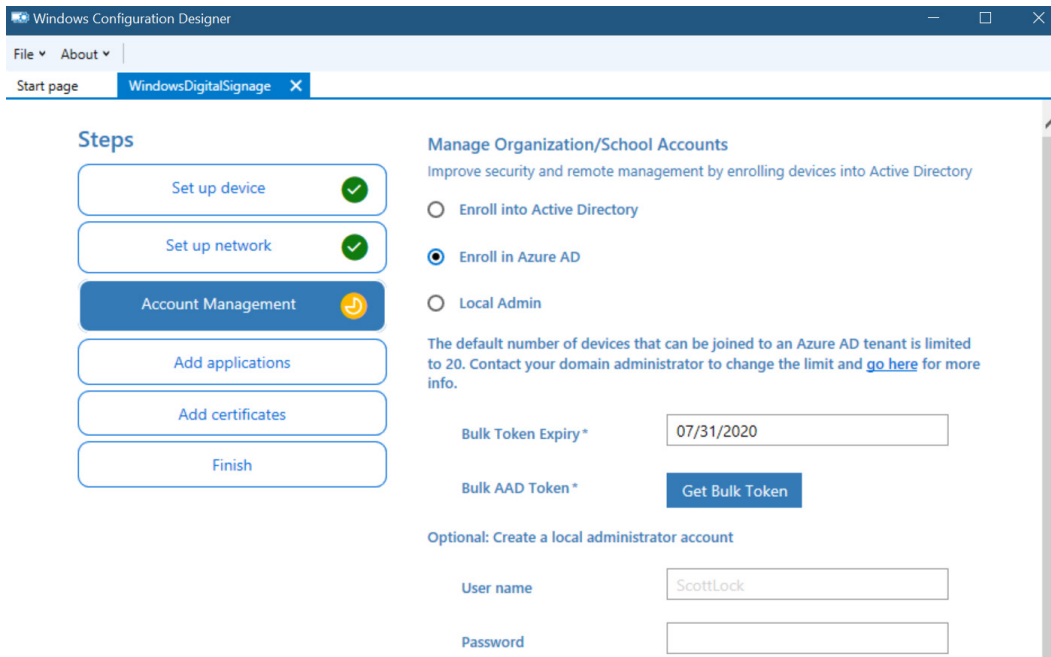 Windows Configuration Designer
File About
Start page WindowsDigitalSignage
Steps
Set up device
Set up network
Account Management
Add applications
Add certificates
Finish
Manage Organization/School Accounts
Improve security and remote management by enrolling devices into Active Directory
Enroll into Active Directory
Enroll in Azure AD
Local Admin
The default number of devices that can be joined to an Azure AD tenant is limited
to 20. Contact your domain administrator to change the limit and go here for more
info.
Bulk Token Expiry* 07/31/2020
Bulk AAD Token* Get Bulk Token
Optional: Create a local administrator account
User name ScottLock
Password